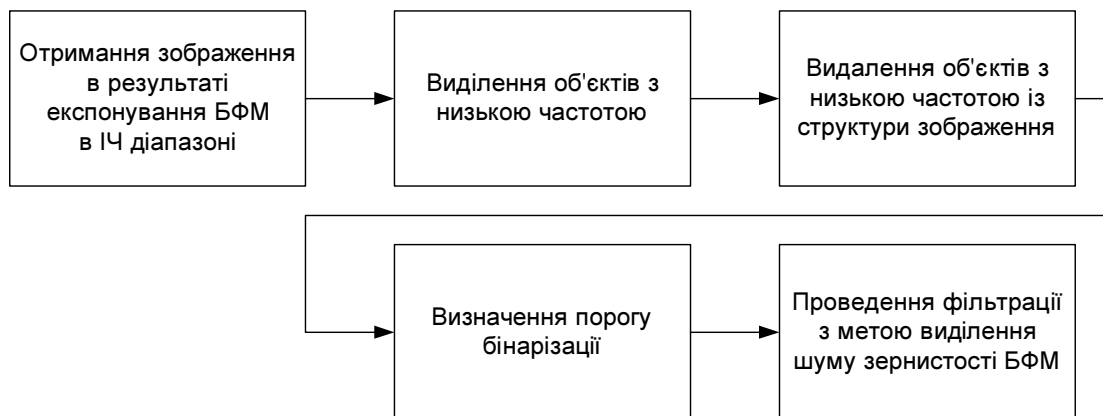 Отримання зображення
в результаті
експонування БФМ
в ІЧ діапазоні
Виділення об'єктів з
низькою частотою
Видалення об'єктів з
низькою частотою із
структури зображення
Визначення порогу
бінарізації
Проведення фільтрації
з метою виділення
шуму зернистості БФМ